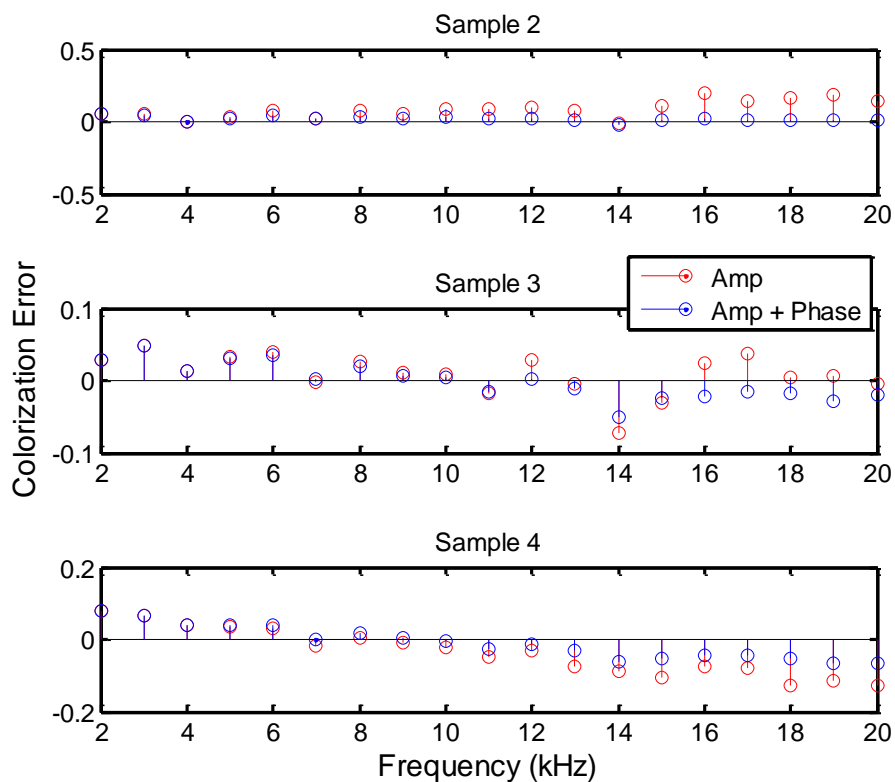 Sample 2
0.5
0
-0.5
2 4 6 8 10 12 14 16 18 20
Colorization Error
Sample 3
Amp
Amp + Phase
0.1
0
-0.1
2 4 6 8 10 12 14 16 18 20
Sample 4
0.2
0
-0.2
2 4 6 8 10 12 14 16 18 20
Frequency (kHz)